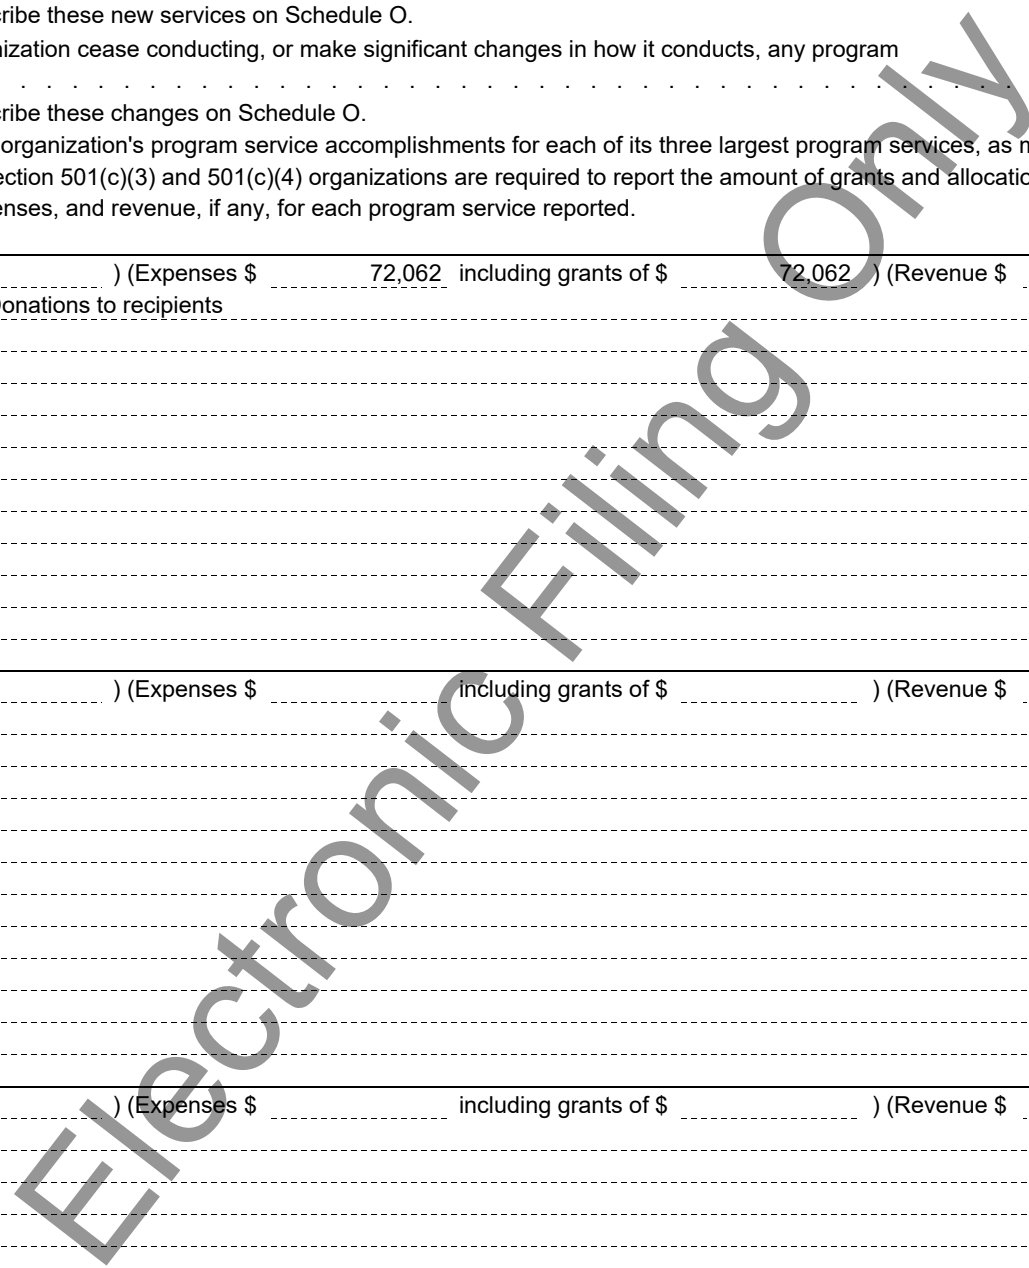 cribe these new services on Schedule O.
nization cease conducting, or make significant changes in how it conducts, any program
. . . . . . . . . . . . . . . . . . . . . . . . . . . . . . . . . . . . . . .
cribe these changes on Schedule O.
organization's program service accomplishments for each of its three largest program services, as m
ection 501(c)(3) and 501(c)(4) organizations are required to report the amount of grants and allocatio
enses, and revenue, if any, for each program service reported.
) (Expenses $ 72,062 including grants of $ 72,062 ) (Revenue $
onations to recipients
) (Expenses $ including grants of $ ) (Revenue $
) (Expenses $ including grants of $ ) (Revenue $
Electronic Filing Only